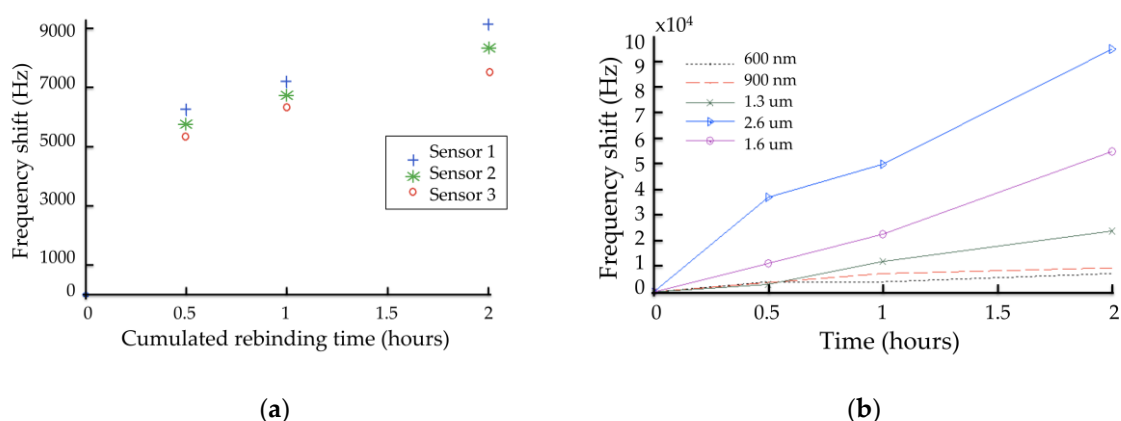 9000
7000
5000
3000
1000
0
0
0.5
1
2
Frequency shift (Hz)
Cumulated rebinding time (hours)
Sensor 1
Sensor 2
Sensor 3
(a)
x10⁴
10
9
8
7
6
5
4
3
2
1
0
0
0.5
1
1.5
2
Frequency shift (Hz)
Time (hours)
600 nm
900 nm
1.3 um
2.6 um
1.6 um
(b)